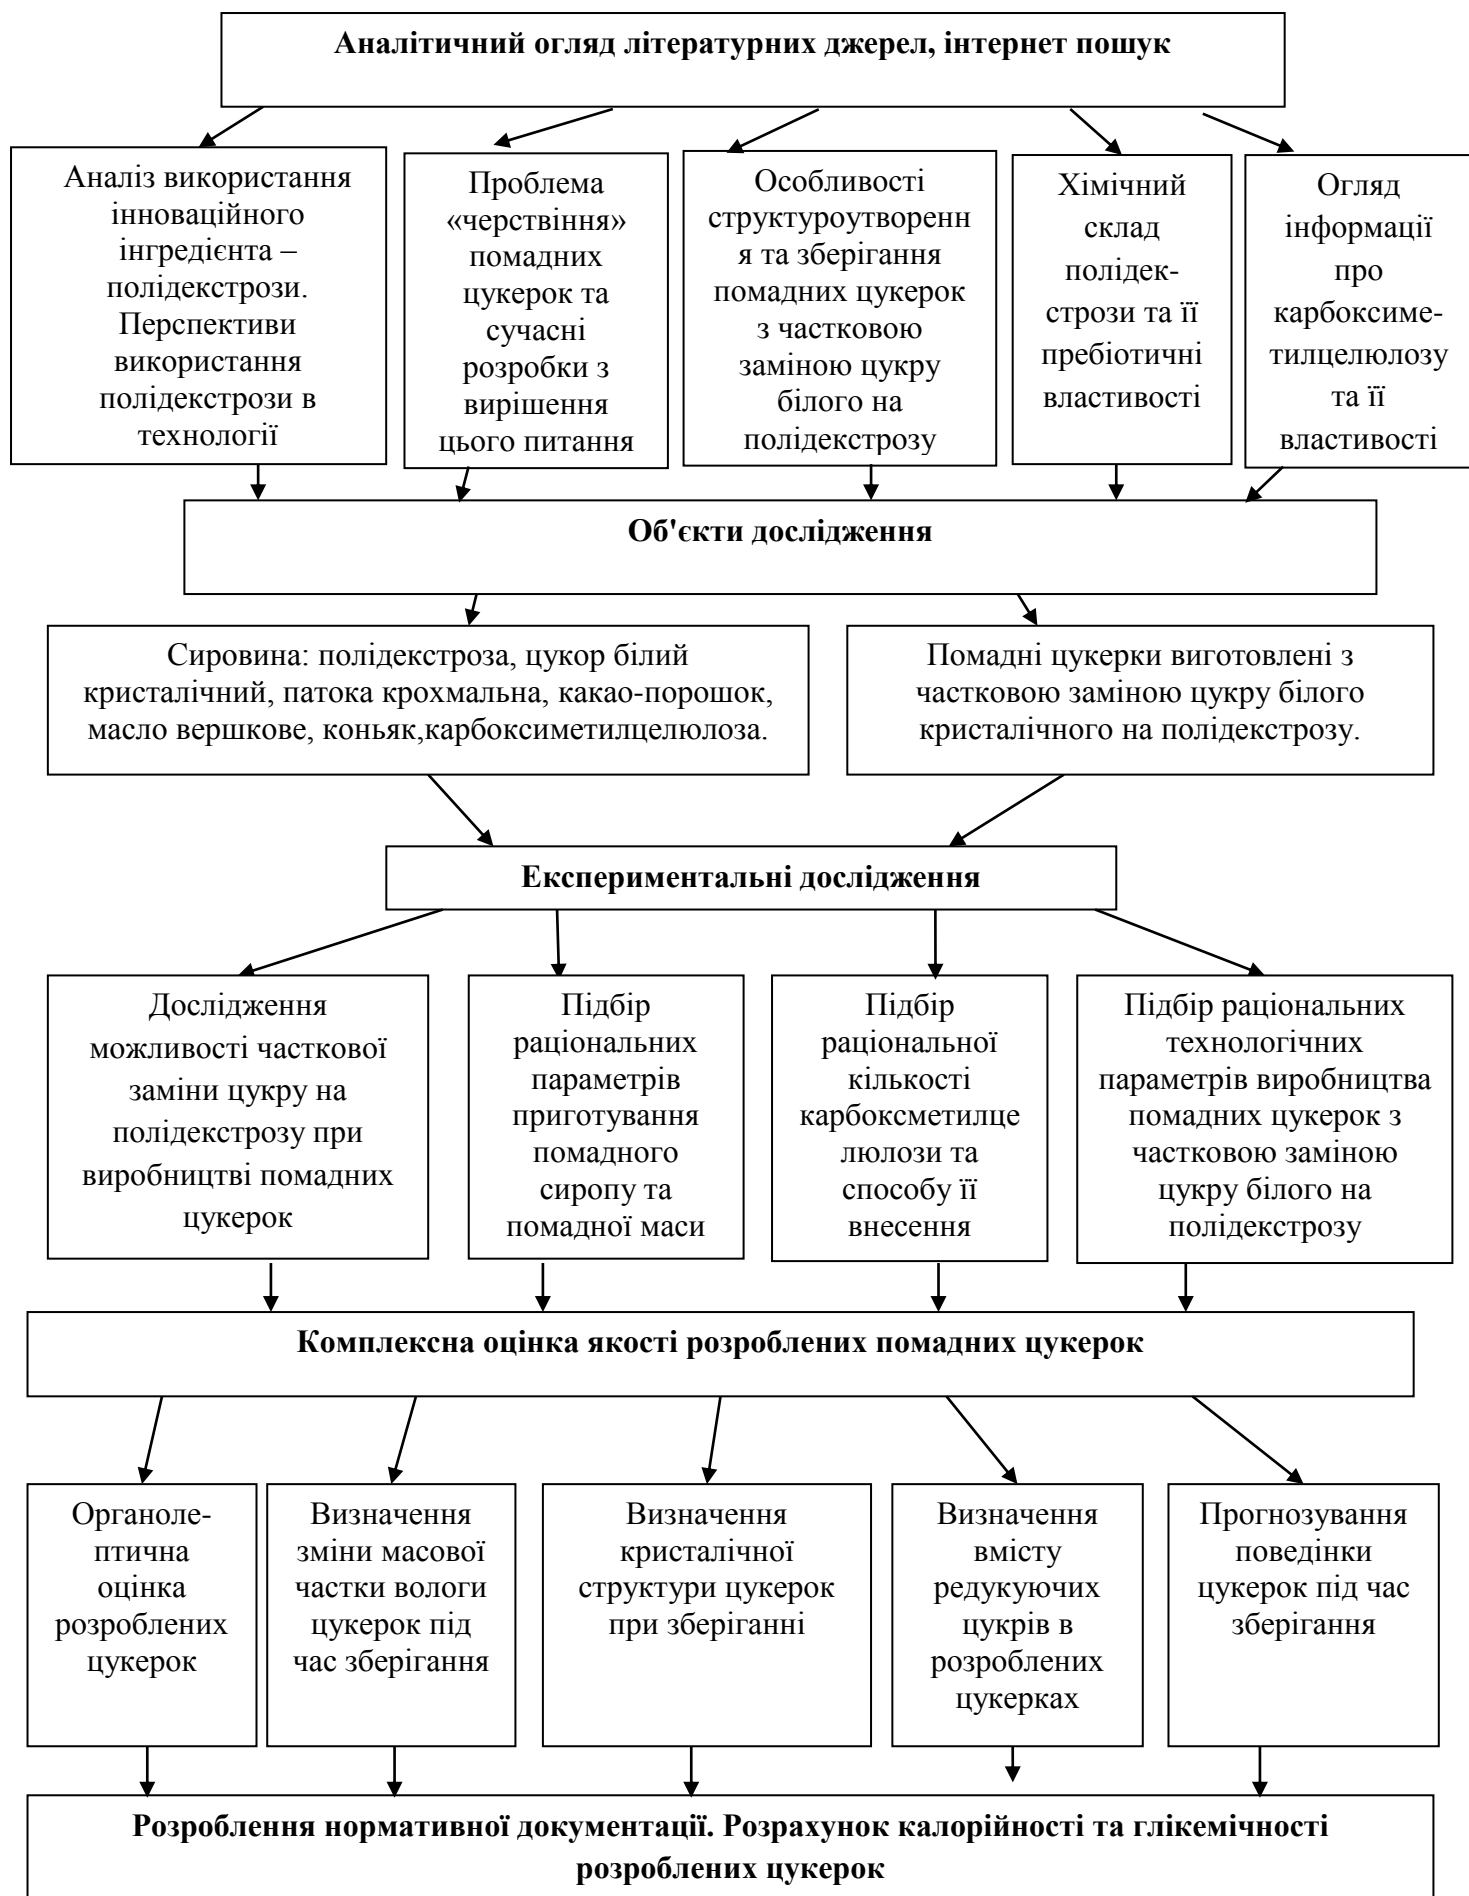 Аналітичний огляд літературних джерел, інтернет пошук
Аналіз використання
інноваційного
інгредієнта –
полідекстрози.
Перспективи
використання
полідекстрози в
технології
Проблема
«черствіння»
помадних
цукерок та
сучасні
розробки з
вирішення
цього питання
Особливості
структуроутворенн
я та зберігання
помадних цукерок
з частковою
заміною цукру
білого на
полідекстрозу
Хімічний
склад
полідек-
стрози та її
пребіотичні
властивості
Огляд
інформації
про
карбоксиме-
тилцелюлозу
та її
властивості
Об'єкти дослідження
Сировина: полідекстроза, цукор білий
кристалічний, патока крохмальна, какао-порошок,
масло вершкове, коньяк,карбоксиметилцелюлоза.
Помадні цукерки виготовлені з
частковою заміною цукру білого
кристалічного на полідекстрозу.
Експериментальні дослідження
Дослідження
можливості часткової
заміни цукру на
полідекстрозу при
виробництві помадних
цукерок
Підбір
раціональних
параметрів
приготування
помадного
сиропу та
помадної маси
Підбір
раціональної
кількості
карбоксметилце
люлози та
способу її
внесення
Підбір раціональних
технологічних
параметрів виробництва
помадних цукерок з
частковою заміною
цукру білого на
полідекстрозу
Комплексна оцінка якості розроблених помадних цукерок
Органоле-
птична
оцінка
розроблених
цукерок
Визначення
зміни масової
частки вологи
цукерок під
час зберігання
Визначення
кристалічної
структури цукерок
при зберіганні
Визначення
вмісту
редукуючих
цукрів в
розроблених
цукерках
Прогнозування
поведінки
цукерок під час
зберігання
Розроблення нормативної документації. Розрахунок калорійності та глікемічності
розроблених цукерок